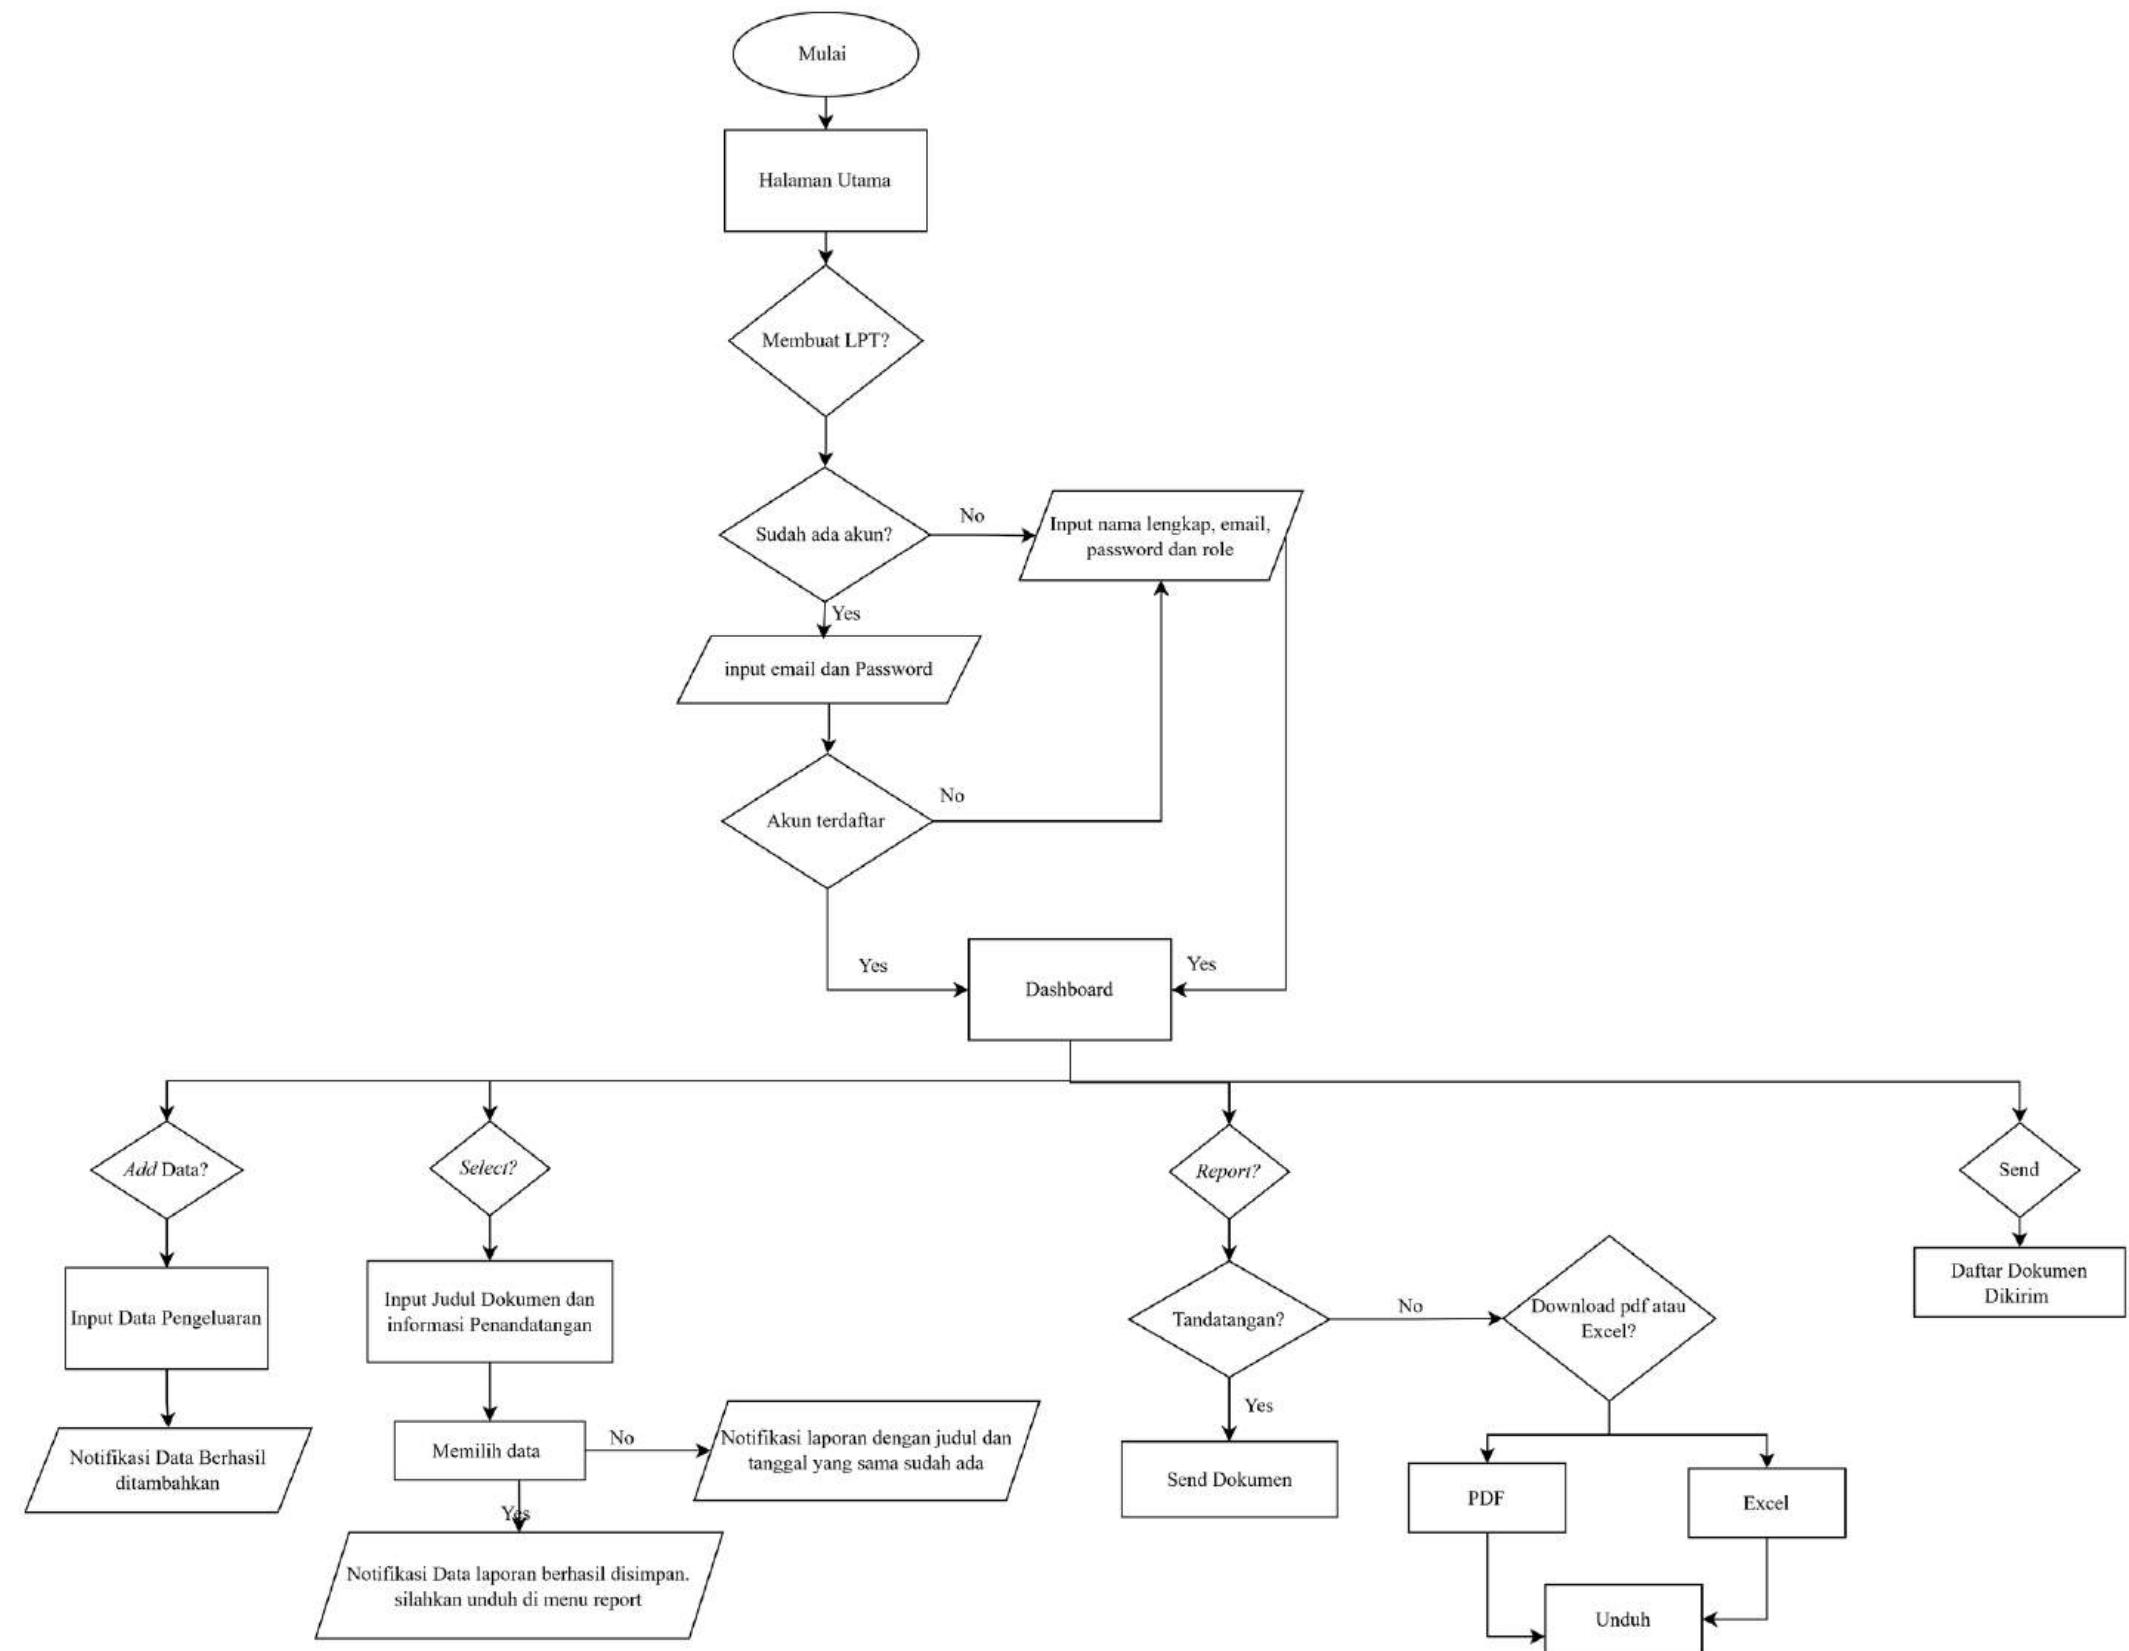 Mulai
Halaman Utama
Membuat LPT?
Sudah ada akun?
No
Input nama lengkap, email,
password dan role
Yes
input email dan Password
Akun terdaftar
No
Yes
Dashboard
Yes
Add Data?
Select?
Report?
Send
Input Data Pengeluaran
Input Judul Dokumen dan
informasi Penandatangan
Tandatangan?
No
Download pdf atau
Excel?
Daftar Dokumen
Dikirim
Notifikasi Data Berhasil
ditambahkan
Memilih data
No
Notifikasi laporan dengan judul dan
tanggal yang sama sudah ada
Yes
Send Dokumen
PDF
Excel
Yes
Notifikasi Data laporan berhasil disimpan.
silahkan unduh di menu report
Unduh